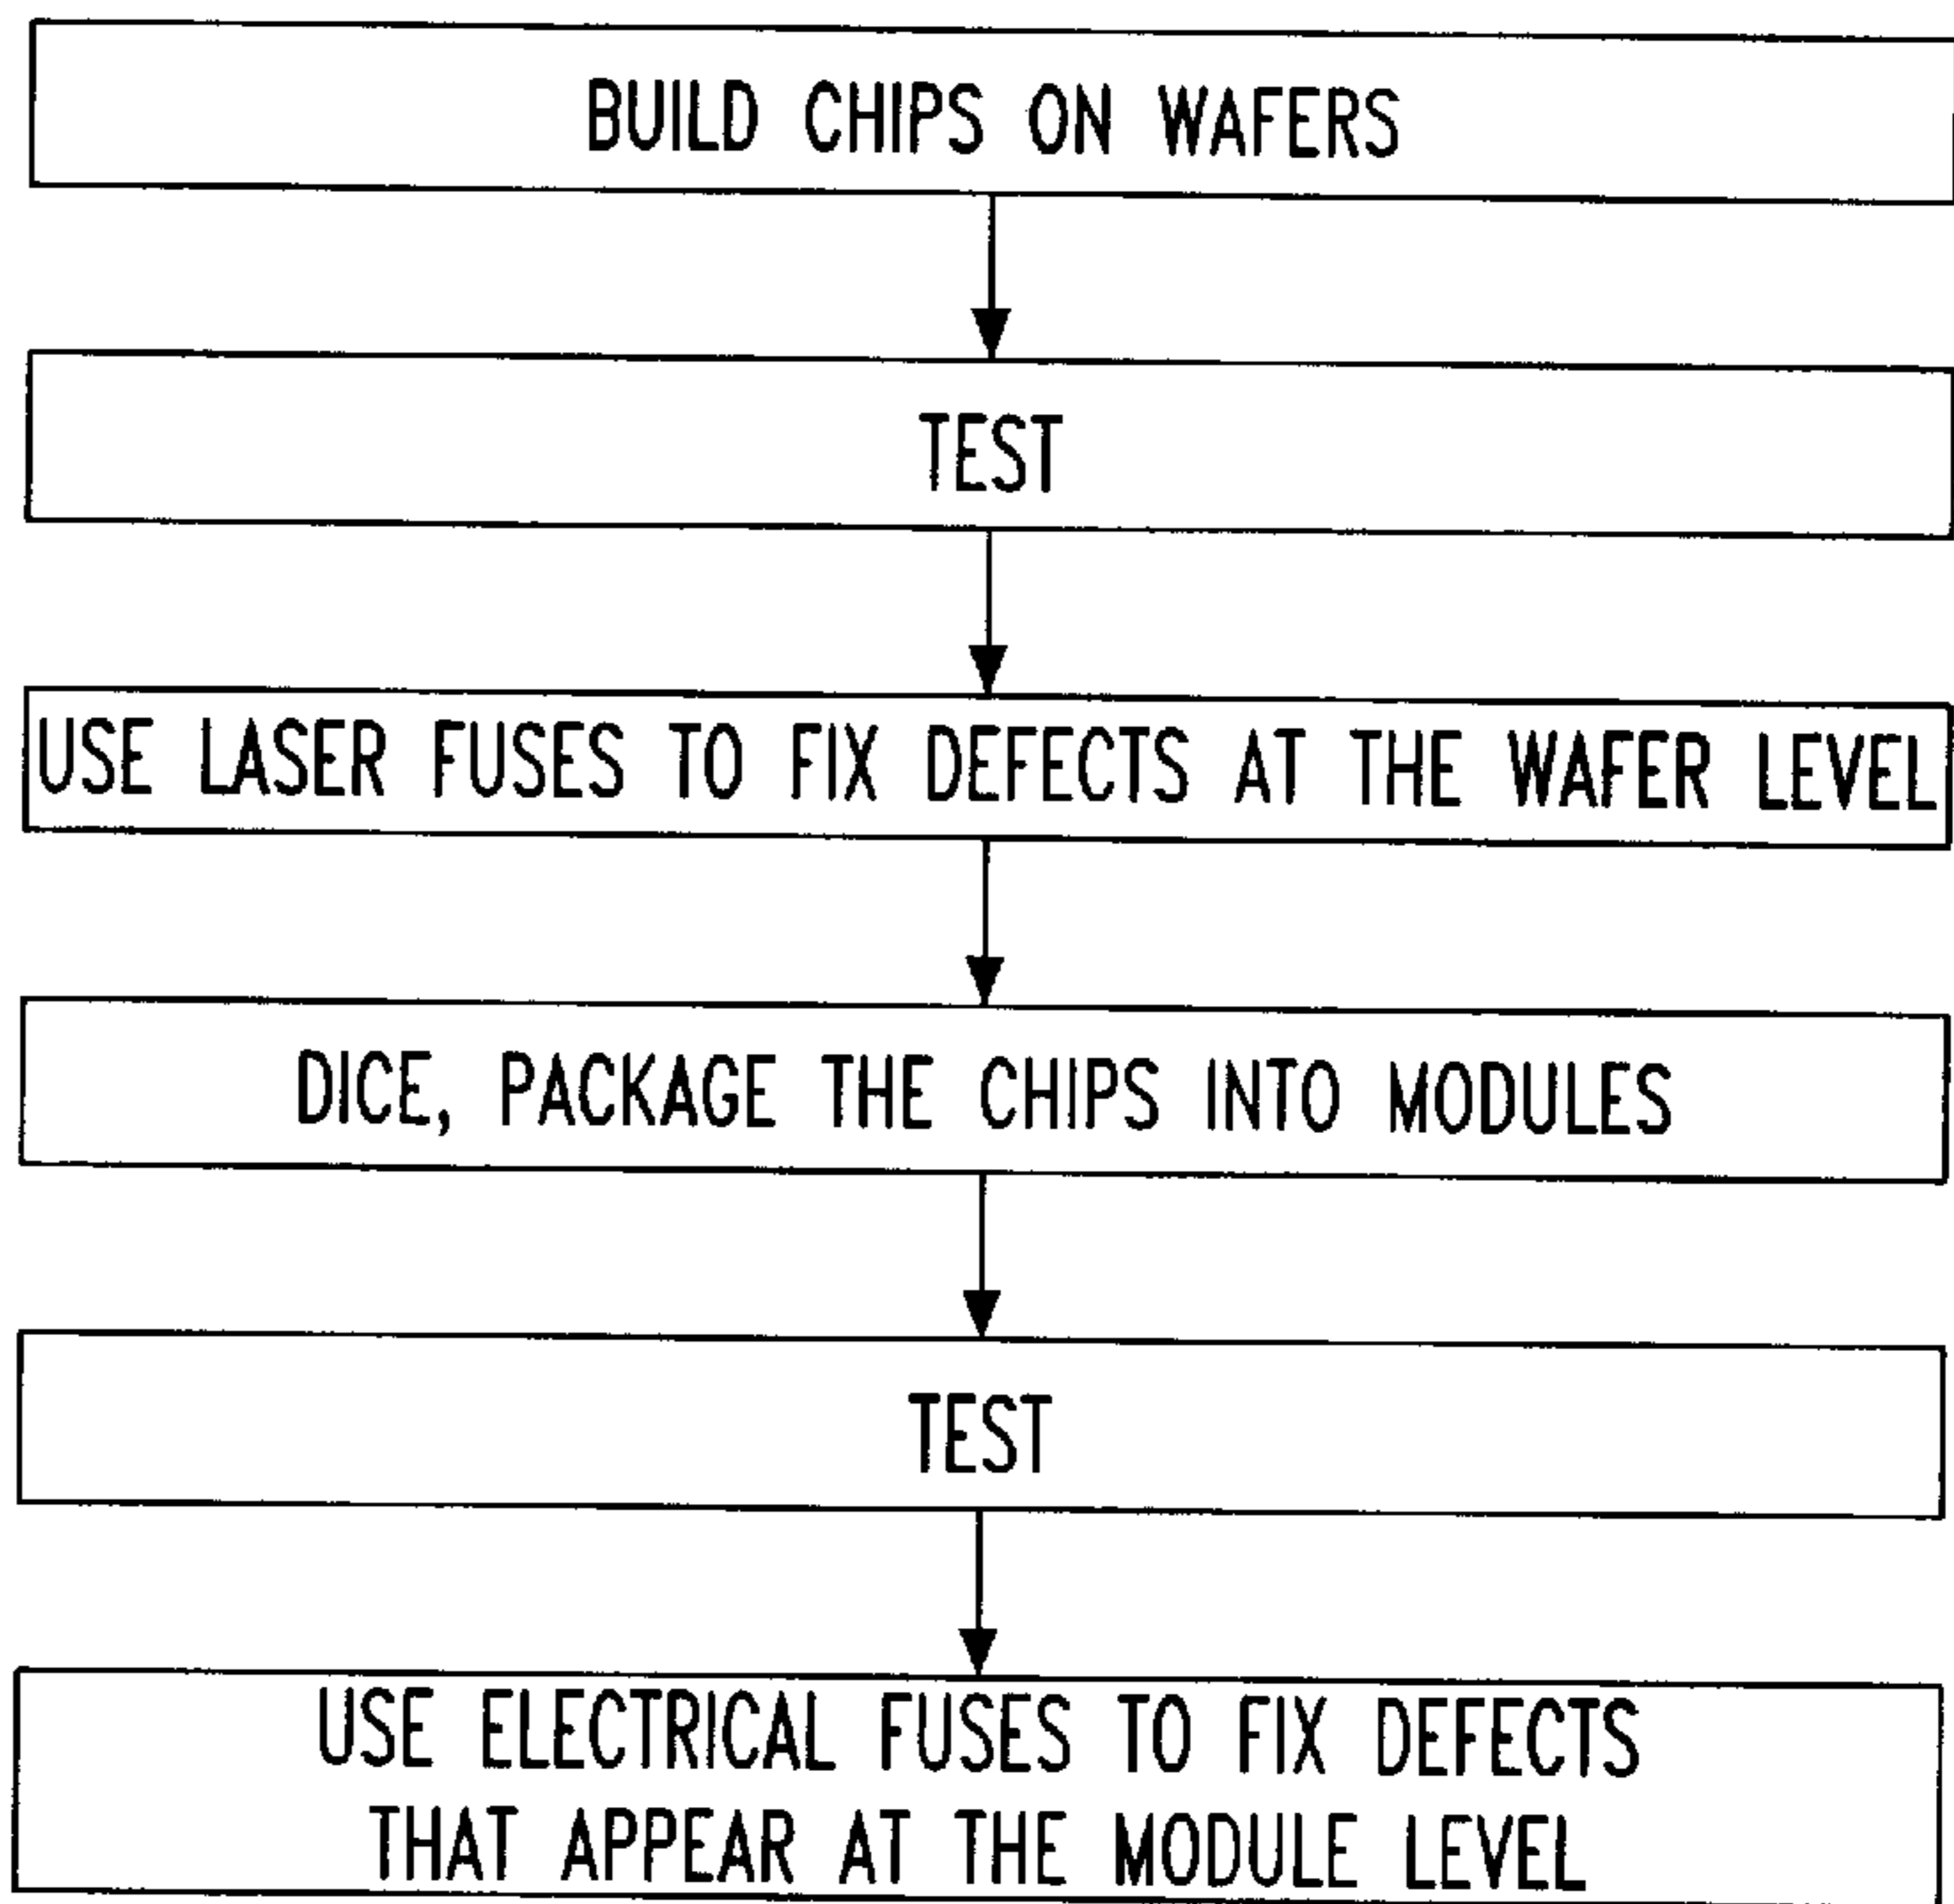 BUILD CHIPS ON WAFERS
TEST
USE LASER FUSES TO FIX DEFECTS AT THE WAFER LEVEL
DICE, PACKAGE THE CHIPS INTO MODULES
TEST
USE ELECTRICAL FUSES TO FIX DEFECTS
THAT APPEAR AT THE MODULE LEVEL